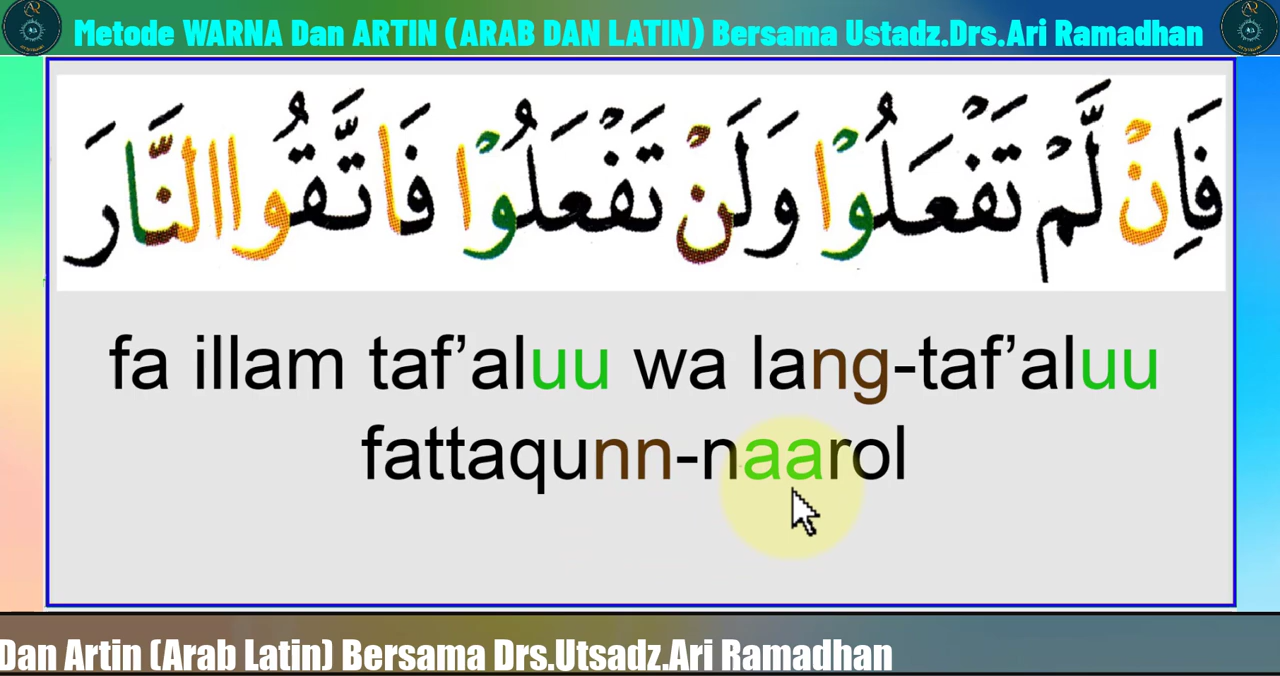 Metode WARNA Dan ARTIN (ARAB DAN LATIN) Bersama Ustadz.Drs.Ari Ramadhan
فَاِنْ لَّمْ تَفْعَلُوْا وَلَنْ تَفْعَلُوْا فَاتَّقُوا النَّارَ
fa illam taf’aluu wa lang-taf’aluu
fattaqunn-naarol
Dan Artin (Arab Latin) Bersama Drs.Utsadz.Ari Ramadhan